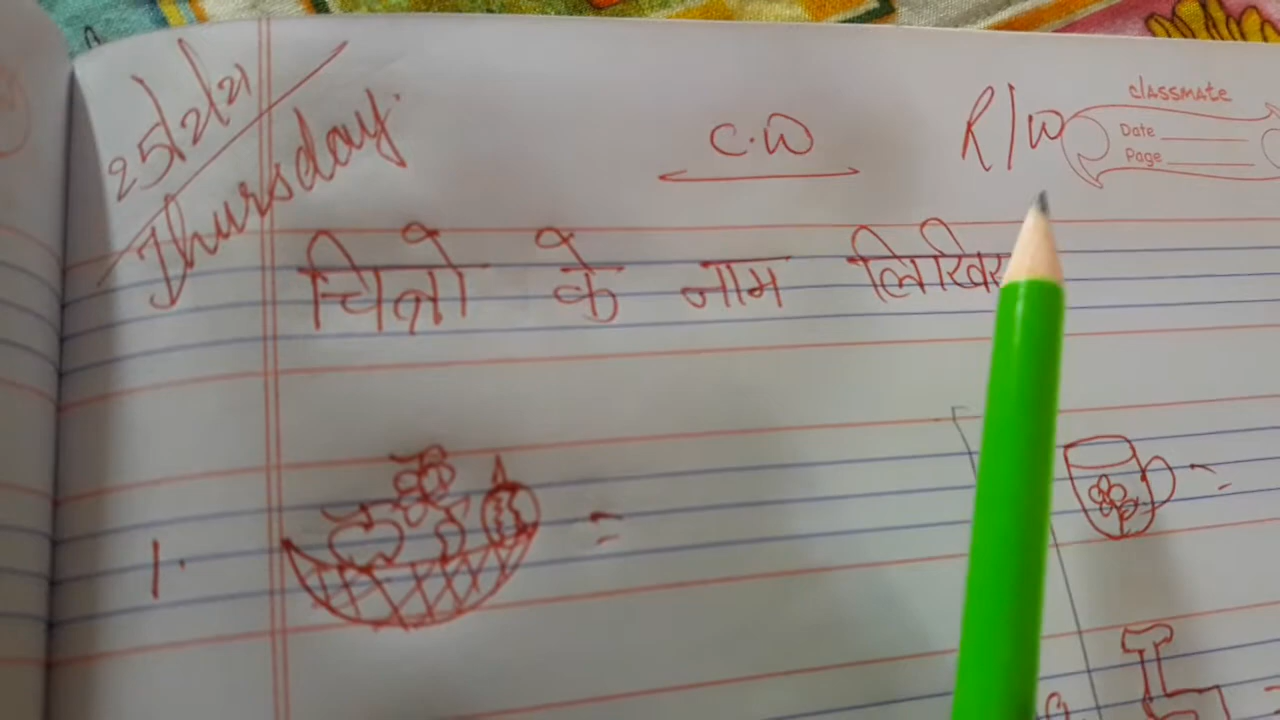 25/2/21
Thursday
C.W
R/W
classmate
Date
Page
चित्रो के नाम लिखिए
1.
=
=